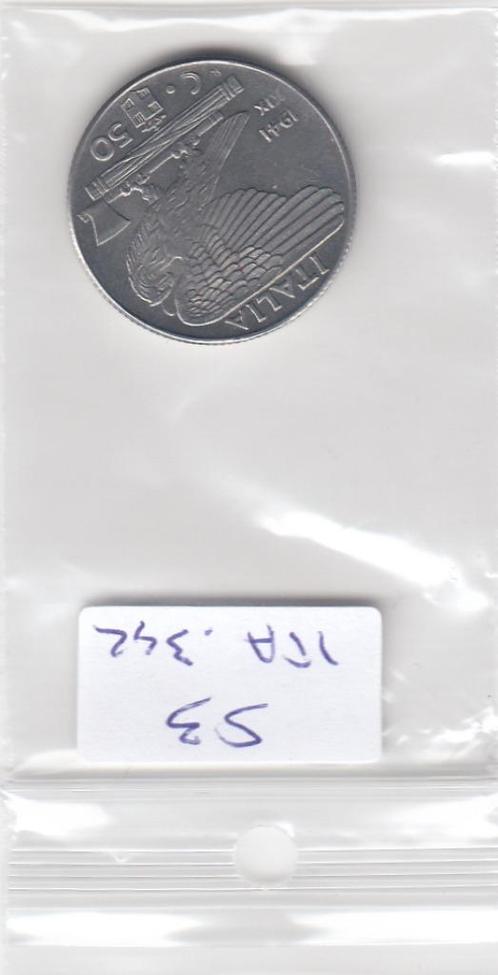 53
ITA .342
ITALIA
1941
XIX
C. 50
R